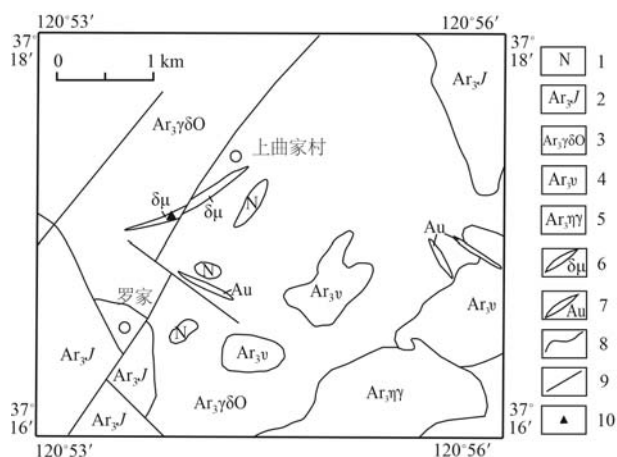 120°53′ 120°56′
37°
18′
37°
18′
0 1 km
Ar₃J
Ar₃γδO
上曲家村
δμ
δμ
N
Au
N
Au
Ar₃υ
Ar₃υ
罗家
N
Ar₃υ
Ar₃J
Ar₃J
Ar₃ηγ
Ar₃γδO
Ar₃J
37°
16′
37°
16′
120°53′ 120°56′
N 1
Ar₃J 2
Ar₃γδO 3
Ar₃υ 4
Ar₃ηγ 5
δμ 6
Au 7
8
9
10